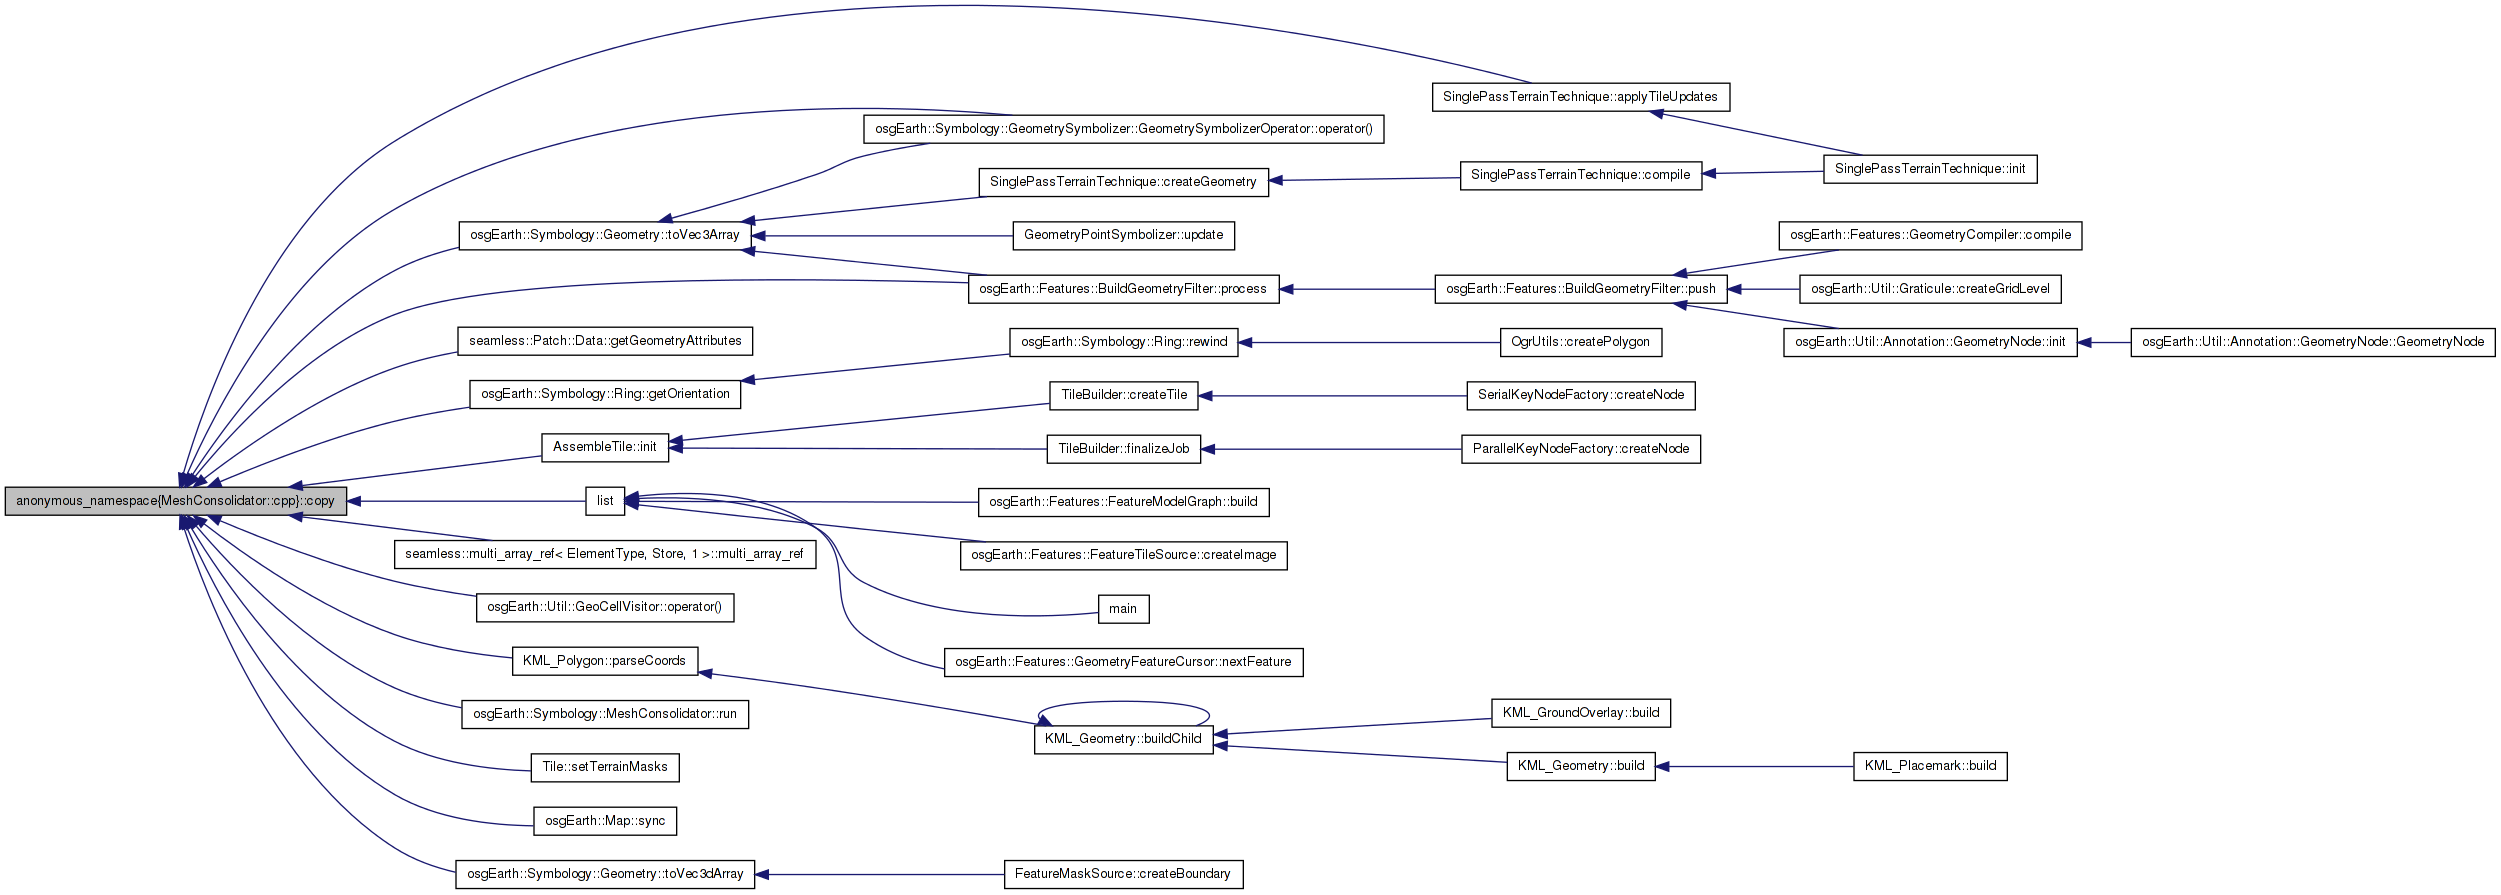 SinglePassTerrainTechnique::applyTileUpdates
osgEarth::Symbology::GeometrySymbolizer::GeometrySymbolizerOperator::operator()
SinglePassTerrainTechnique::createGeometry
SinglePassTerrainTechnique::compile
SinglePassTerrainTechnique::init
osgEarth::Symbology::Geometry::toVec3Array
GeometryPointSymbolizer::update
osgEarth::Features::GeometryCompiler::compile
osgEarth::Features::BuildGeometryFilter::process
osgEarth::Features::BuildGeometryFilter::push
osgEarth::Util::Graticule::createGridLevel
seamless::Patch::Data::getGeometryAttributes
osgEarth::Symbology::Ring::rewind
OgrUtils::createPolygon
osgEarth::Util::Annotation::GeometryNode::init
osgEarth::Util::Annotation::GeometryNode::GeometryNode
osgEarth::Symbology::Ring::getOrientation
TileBuilder::createTile
SerialKeyNodeFactory::createNode
AssembleTile::init
TileBuilder::finalizeJob
ParallelKeyNodeFactory::createNode
anonymous_namespace{MeshConsolidator::cpp}::copy
list
osgEarth::Features::FeatureModelGraph::build
seamless::multi_array_ref< ElementType, Store, 1 >::multi_array_ref
osgEarth::Features::FeatureTileSource::createImage
osgEarth::Util::GeoCellVisitor::operator()
main
KML_Polygon::parseCoords
osgEarth::Features::GeometryFeatureCursor::nextFeature
osgEarth::Symbology::MeshConsolidator::run
KML_Geometry::buildChild
KML_GroundOverlay::build
Tile::setTerrainMasks
KML_Geometry::build
KML_Placemark::build
osgEarth::Map::sync
osgEarth::Symbology::Geometry::toVec3dArray
FeatureMaskSource::createBoundary